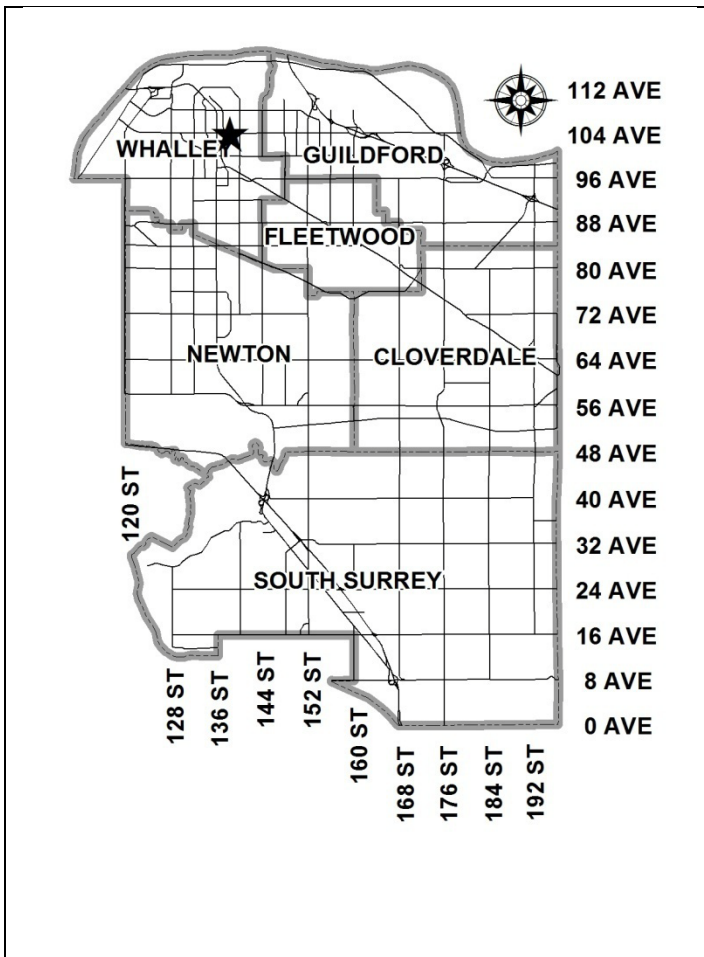 112 AVE
104 AVE
WHALLEY
GUILDFORD
96 AVE
88 AVE
FLEETWOOD
80 AVE
72 AVE
NEWTON
CLOVERDALE
64 AVE
56 AVE
48 AVE
120 ST
40 AVE
32 AVE
SOUTH SURREY
24 AVE
16 AVE
8 AVE
0 AVE
128 ST
136 ST
144 ST
152 ST
160 ST
168 ST
176 ST
184 ST
192 ST